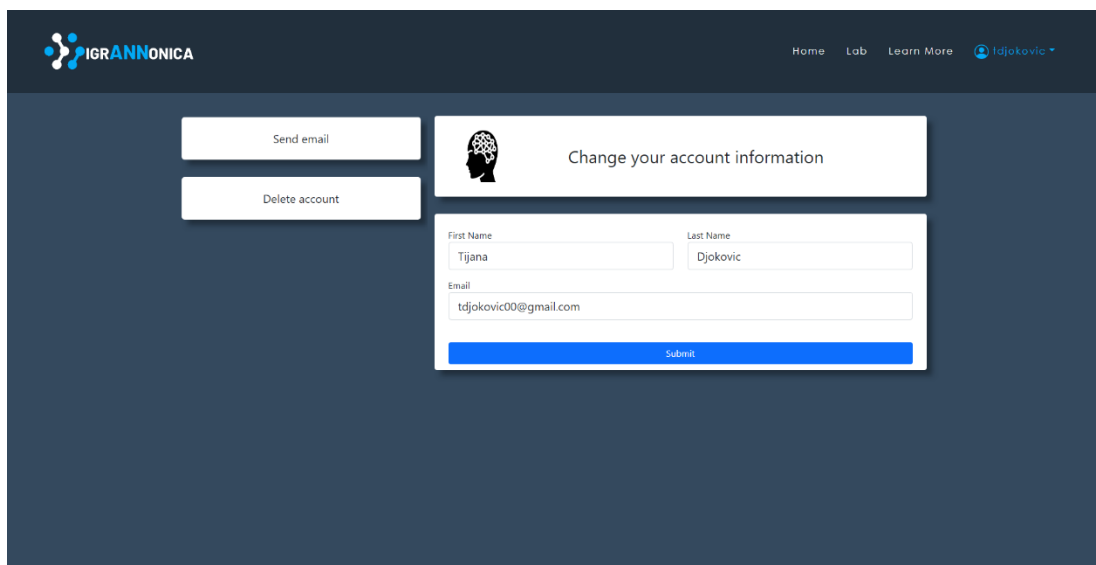 IGRANNONICA
Home Lab Learn More tdjokovic
Send email
Delete account
Change your account information
First Name Last Name
Tijana Djokovic
Email
tdjokovic00@gmail.com
Submit